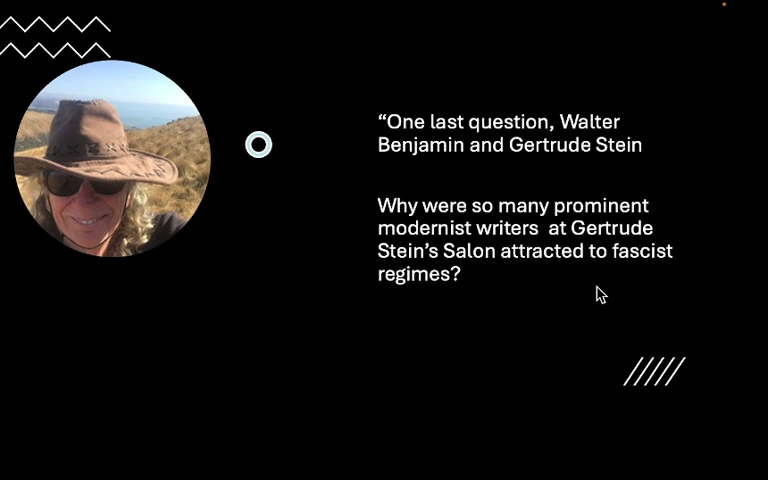 “One last question, Walter
Benjamin and Gertrude Stein
Why were so many prominent
modernist writers  at Gertrude
Stein’s Salon attracted to fascist
regimes?